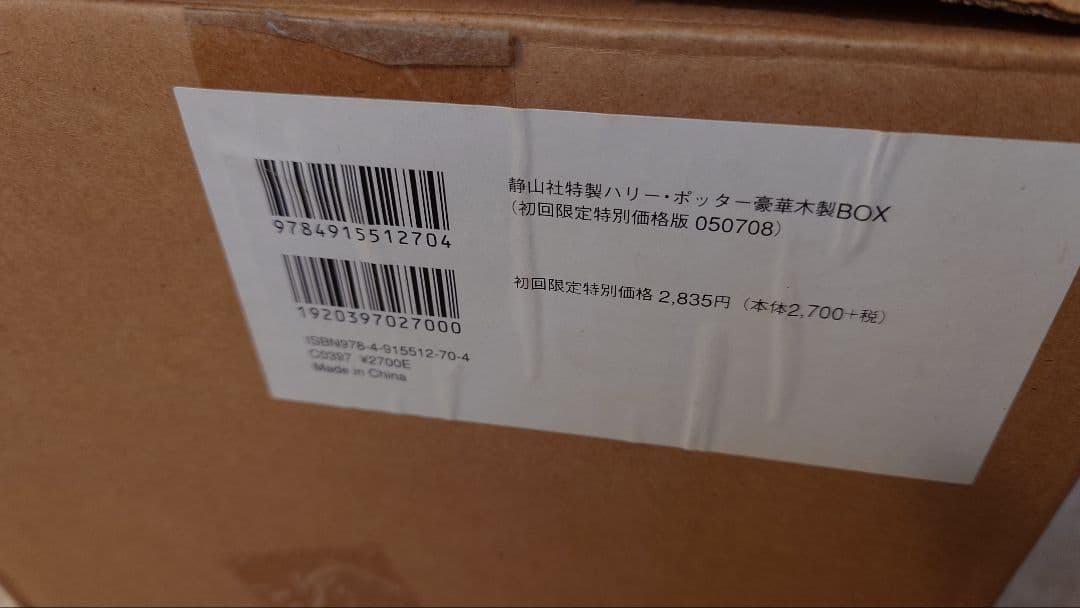 9784915512704
静山社特製ハリー・ポッター豪華木製BOX
（初回限定特別価格版 050708）
1920397027000
初回限定特別価格 2,835円（本体2,700+税）
ISBN978-4-915512-70-4
C0397 ¥2700E
Made in China